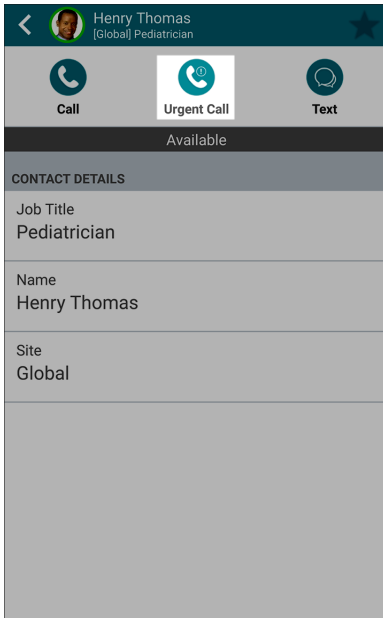 Henry Thomas
[Global] Pediatrician
Call
Urgent Call
Text
Available
CONTACT DETAILS
Job Title
Pediatrician
Name
Henry Thomas
Site
Global